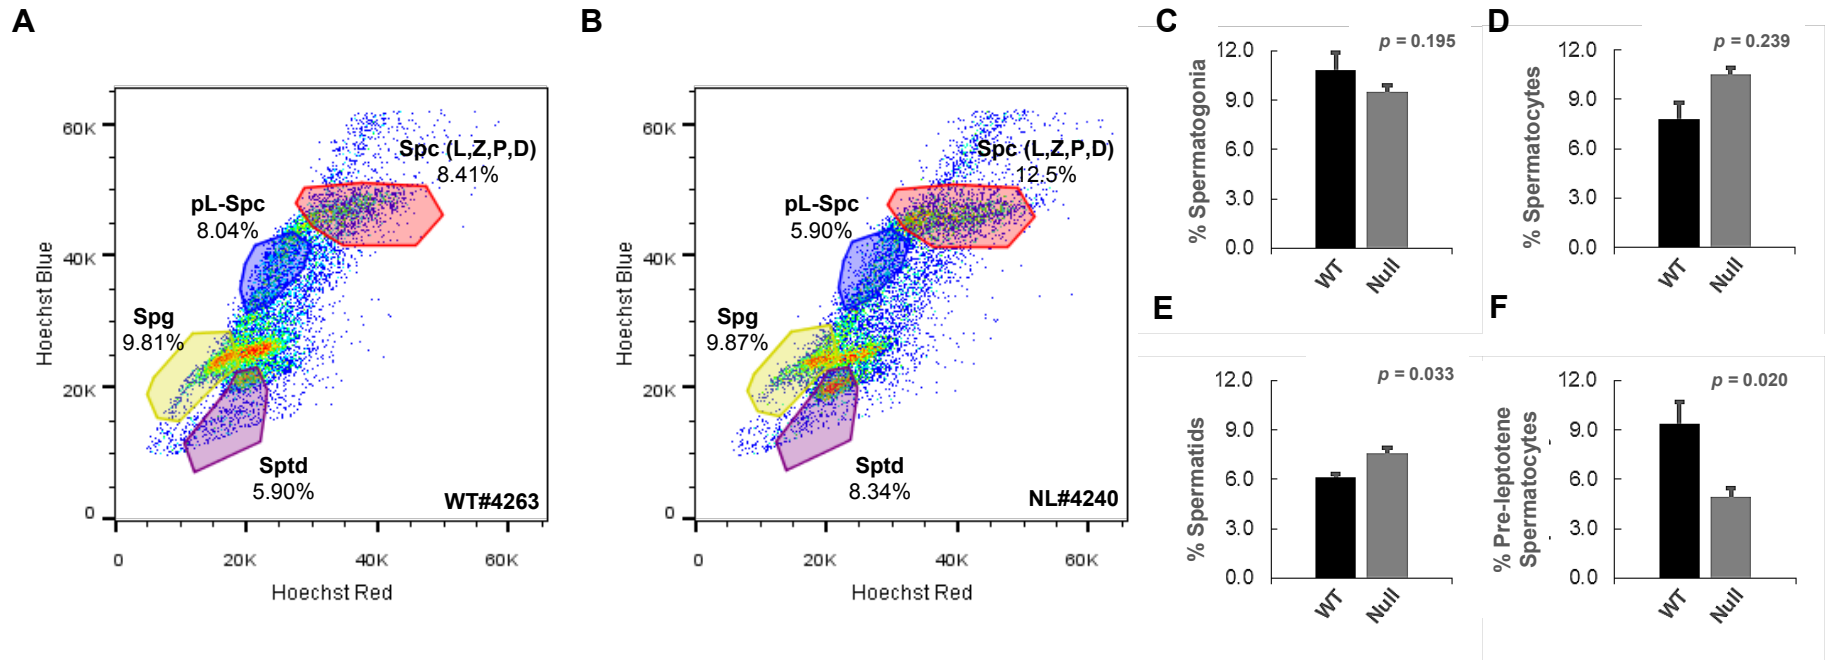 A
B
C
D
60K
40K
20K
0
Hoechst Blue
Spc (L,Z,P,D)
8.41%
pL-Spc
8.04%
Spg
9.81%
Sptd
5.90%
WT#4263
0
20K
40K
60K
Hoechst Red
60K
40K
20K
0
Hoechst Blue
Spc (L,Z,P,D)
12.5%
pL-Spc
5.90%
Spg
9.87%
Sptd
8.34%
NL#4240
0
20K
40K
60K
Hoechst Red
p = 0.195
12.0
9.0
6.0
3.0
0.0
% Spermatogonia
WT
Null
p = 0.239
12.0
9.0
6.0
3.0
0.0
% Spermatocytes
WT
Null
E
F
p = 0.033
12.0
9.0
6.0
3.0
0.0
% Spermatids
WT
Null
p = 0.020
12.0
9.0
6.0
3.0
0.0
% Pre-leptotene
Spermatocytes
WT
Null